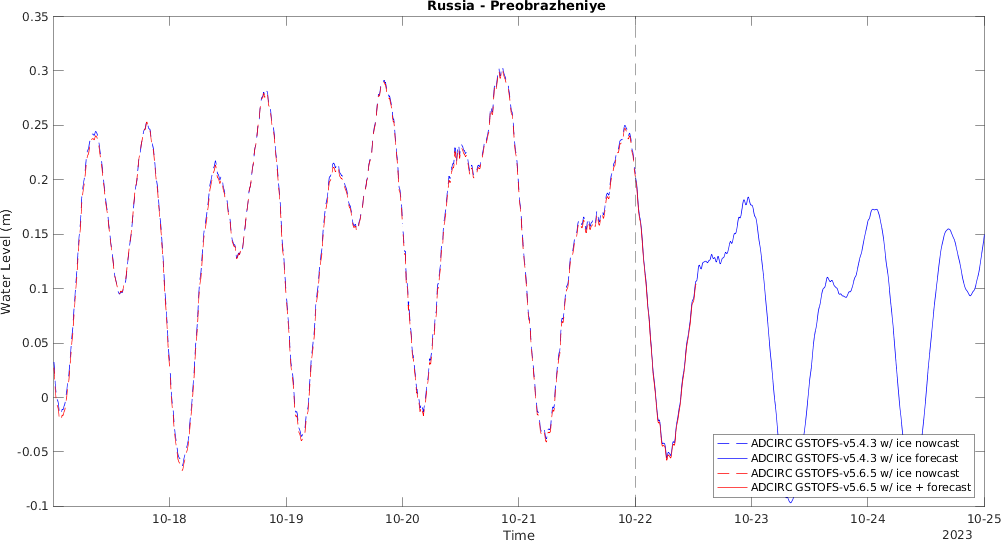 Russia - Preobrazheniye
0.35
0.3
0.25
0.2
0.15
0.1
0.05
0
-0.05
-0.1
Water Level (m)
10-18 10-19 10-20 10-21 10-22 10-23 10-24 10-25
Time
2023
ADCIRC GSTOFS-v5.4.3 w/ ice nowcast
ADCIRC GSTOFS-v5.4.3 w/ ice forecast
ADCIRC GSTOFS-v5.6.5 w/ ice nowcast
ADCIRC GSTOFS-v5.6.5 w/ ice + forecast